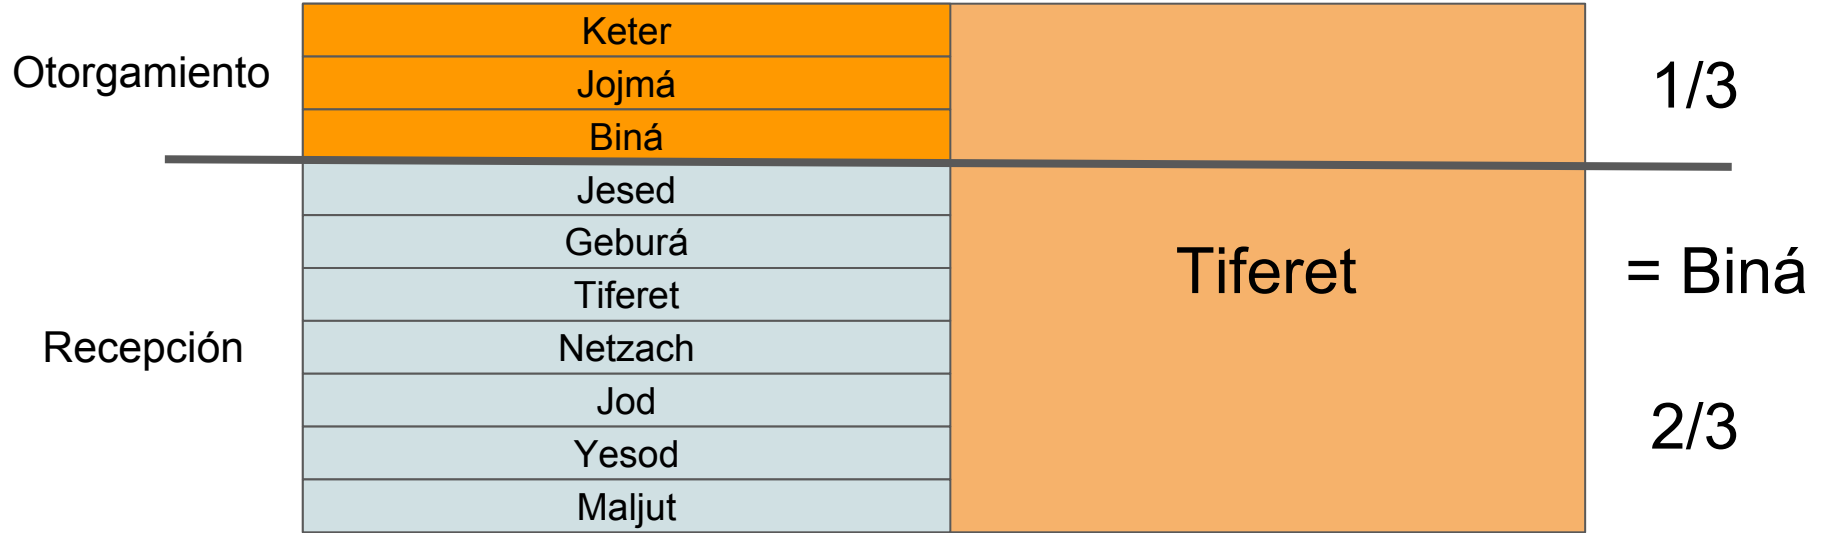 Otorgamiento
Keter
Jojmá
Biná
1/3
Recepción
Jesed
Geburá
Tiferet
Netzach
Jod
Yesod
Maljut
Tiferet
= Biná
2/3